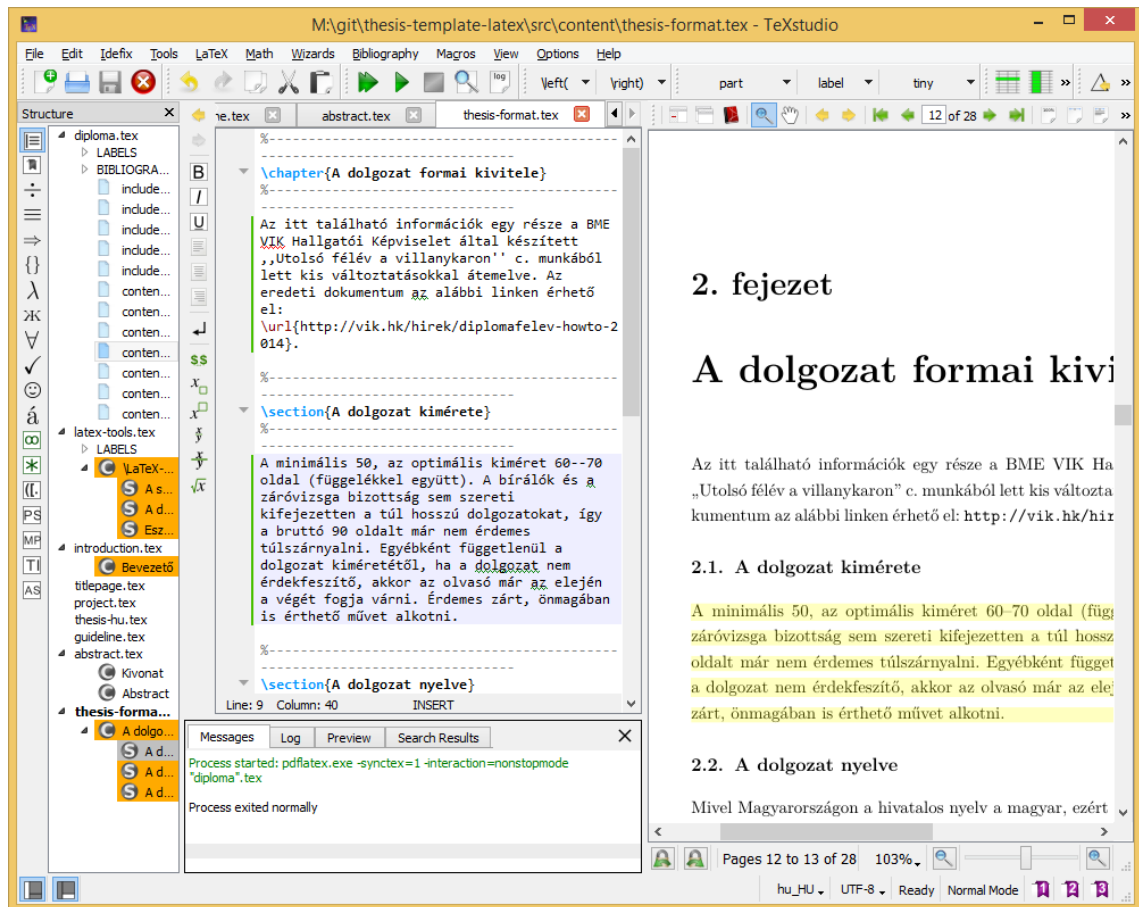 M:\git\thesis-template-latex\src\content\thesis-format.tex - TeXstudio
File Edit Idefix Tools LaTeX Math Wizards Bibliography Macros View Options Help
log \left( \right) part label tiny
Structure
diploma.tex
LABELS
BIBLIOGRA...
include...
include...
include...
include...
include...
conten...
conten...
conten...
conten...
conten...
conten...
conten...
latex-tools.tex
LABELS
\LaTeX-...
A s...
A d...
Esz...
introduction.tex
Bevezető
titlepage.tex
project.tex
thesis-hu.tex
guideline.tex
abstract.tex
Kivonat
Abstract
thesis-forma...
A dolgo...
A d...
A d...
A d...
ne.tex abstract.tex thesis-format.tex
%-----------------------------------------------
---------------------------------
\chapter{A dolgozat formai kivitele}
%-----------------------------------------------
---------------------------------
Az itt található információk egy része a BME
VIK Hallgatói Képviselet által készített
,,Utolsó félév a villanykaron'' c. munkából
lett kis változtatásokkal átemelve. Az
eredeti dokumentum az alábbi linken érhető
el:
\url{http://vik.hk/hirek/diplomafelev-howto-2
014}.
%-----------------------------------------------
---------------------------------
\section{A dolgozat kimérete}
%-----------------------------------------------
---------------------------------
A minimális 50, az optimális kiméret 60--70
oldal (függelékkel együtt). A bírálók és a
záróvizsga bizottság sem szereti
kifejezetten a túl hosszú dolgozatokat, így
a bruttó 90 oldalt már nem érdemes
túlszárnyalni. Egyébként függetlenül a
dolgozat kiméretétől, ha a dolgozat nem
érdekfeszítő, akkor az olvasó már az elején
a végét fogja várni. Érdemes zárt, önmagában
is érthető művet alkotni.
%-----------------------------------------------
---------------------------------
\section{A dolgozat nyelve}
Line: 9 Column: 40 INSERT
Messages Log Preview Search Results
Process started: pdflatex.exe -synctex=1 -interaction=nonstopmode
"diploma".tex
Process exited normally
12 of 28
2. fejezet
A dolgozat formai kivi
Az itt található információk egy része a BME VIK Ha
„Utolsó félév a villanykaron” c. munkából lett kis változta
kumentum az alábbi linken érhető el: http://vik.hk/hir
2.1. A dolgozat kimérete
A minimális 50, az optimális kiméret 60–70 oldal (függ
záróvizsga bizottság sem szereti kifejezetten a túl hossz
oldalt már nem érdemes túlszárnyalni. Egyébként függet
a dolgozat nem érdekfeszítő, akkor az olvasó már az elej
zárt, önmagában is érthető művet alkotni.
2.2. A dolgozat nyelve
Mivel Magyarországon a hivatalos nyelv a magyar, ezért
Pages 12 to 13 of 28 103%
hu_HU UTF-8 Ready Normal Mode 1 2 3